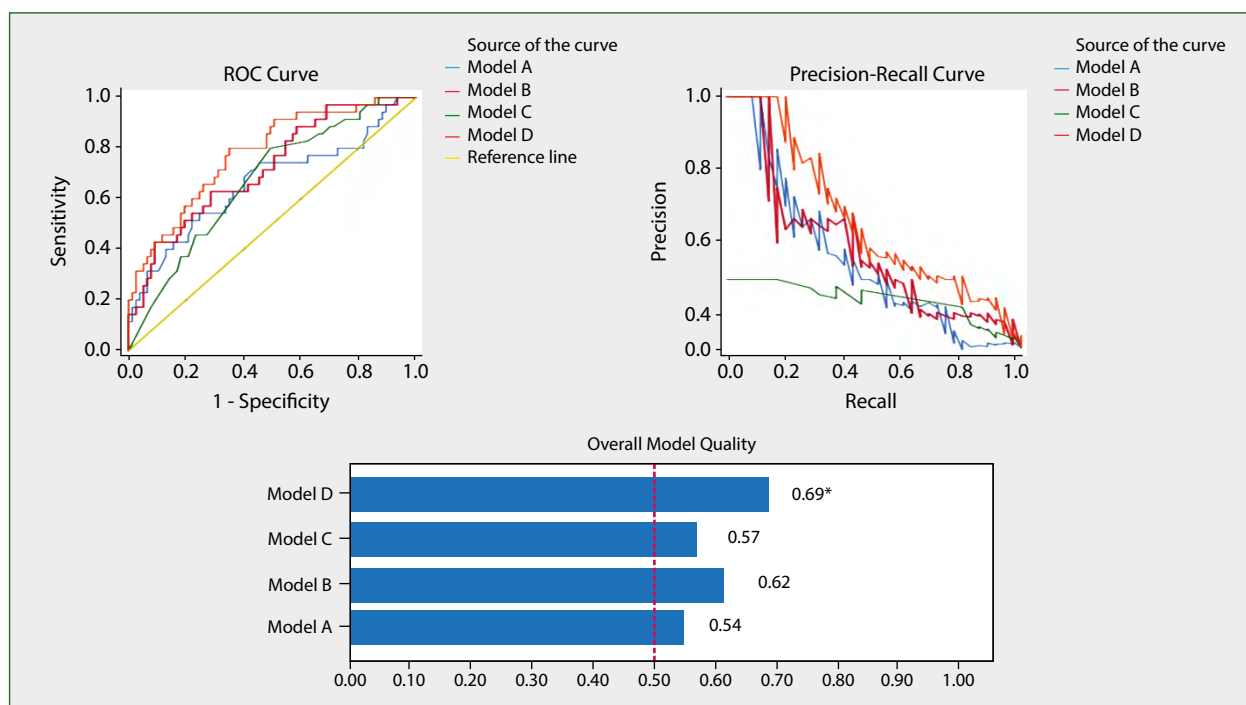 Source of the curve
Model A
Model B
Model C
Model D
Reference line
ROC Curve
1.0
0.8
0.6
0.4
0.2
0.0
Sensitivity
0.0 0.2 0.4 0.6 0.8 1.0
1 - Specificity
Source of the curve
Model A
Model B
Model C
Model D
Precision-Recall Curve
1.0
0.8
0.6
0.4
0.0
Precision
0.0 0.2 0.4 0.6 0.8 1.0
Recall
Overall Model Quality
Model D 0.69*
Model C 0.57
Model B 0.62
Model A 0.54
0.00 0.10 0.20 0.30 0.40 0.50 0.60 0.70 0.80 0.90 1.00